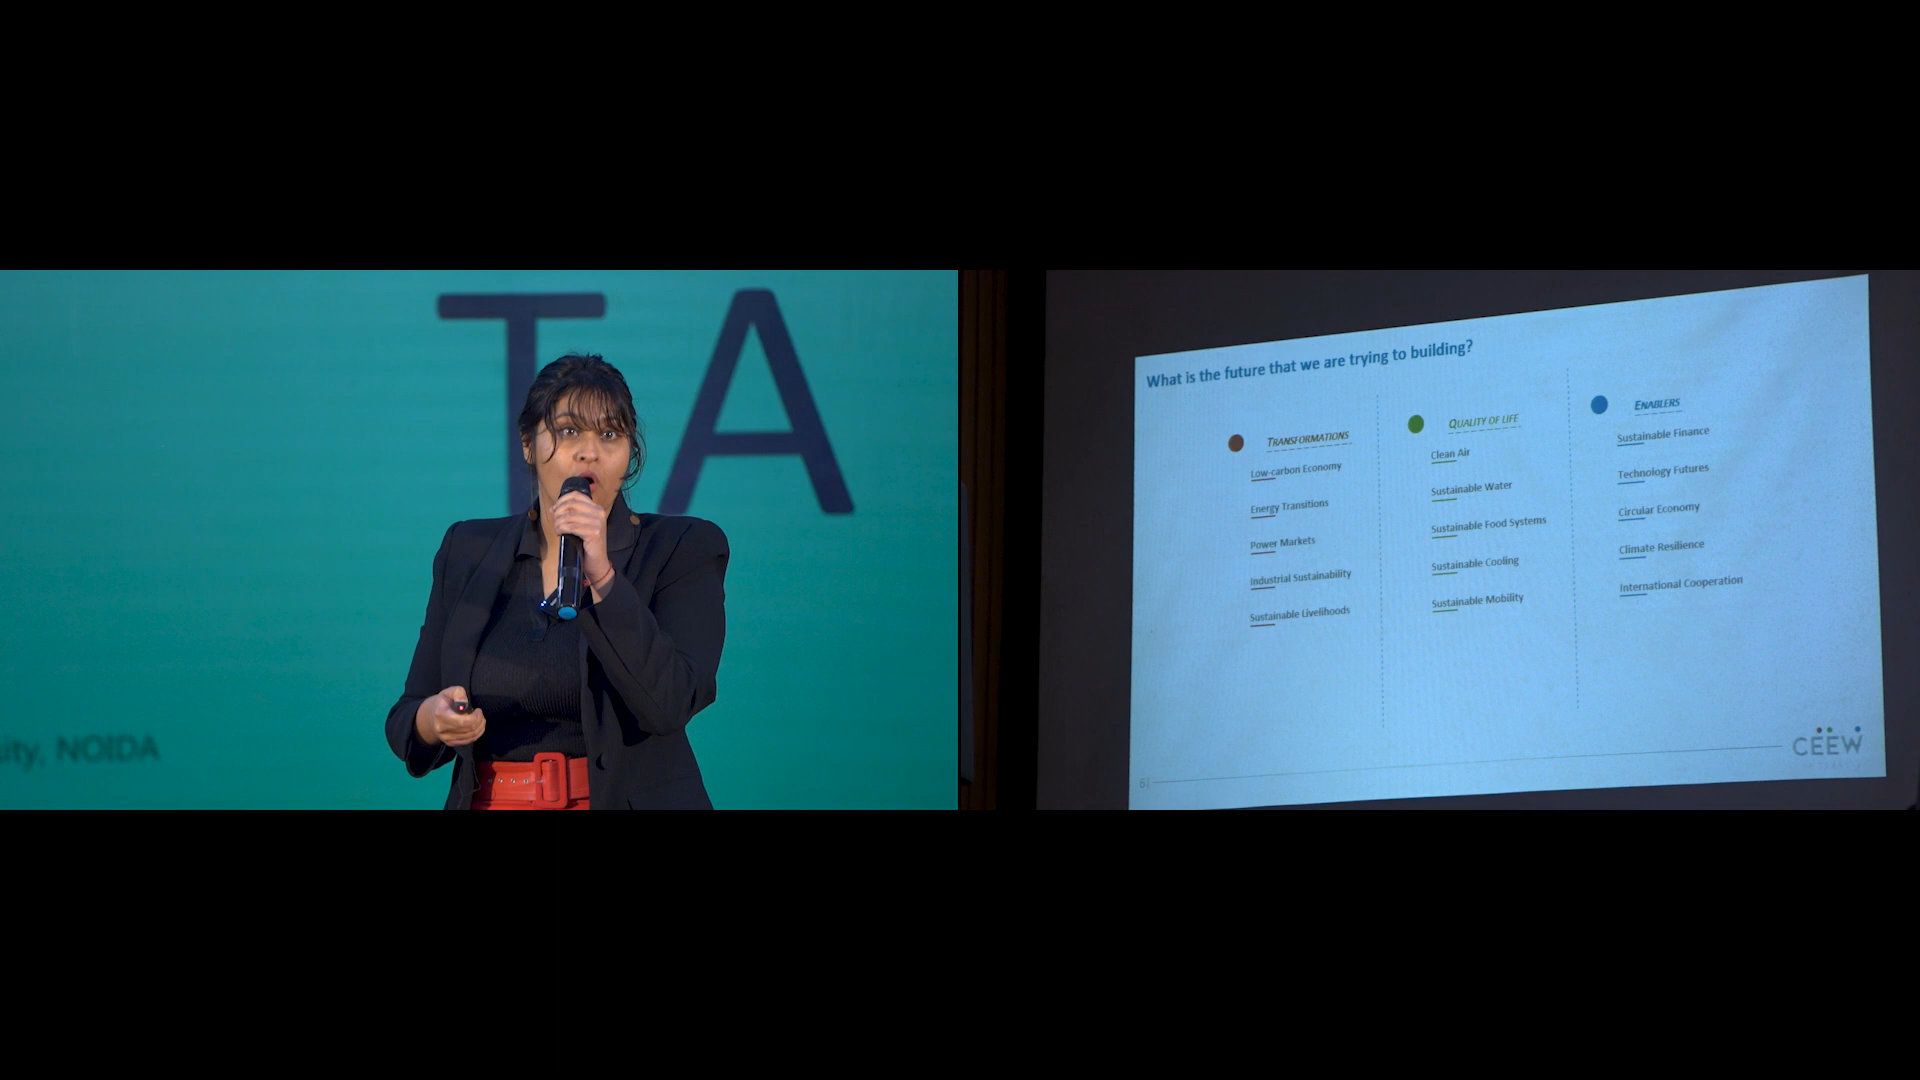 TA
sity, NOIDA
What is the future that we are trying to building?
TRANSFORMATIONS
Low-carbon Economy
Energy Transitions
Power Markets
Industrial Sustainability
Sustainable Livelihoods
QUALITY OF LIFE
Clean Air
Sustainable Water
Sustainable Food Systems
Sustainable Cooling
Sustainable Mobility
ENABLERS
Sustainable Finance
Technology Futures
Circular Economy
Climate Resilience
International Cooperation
CEEW
6|